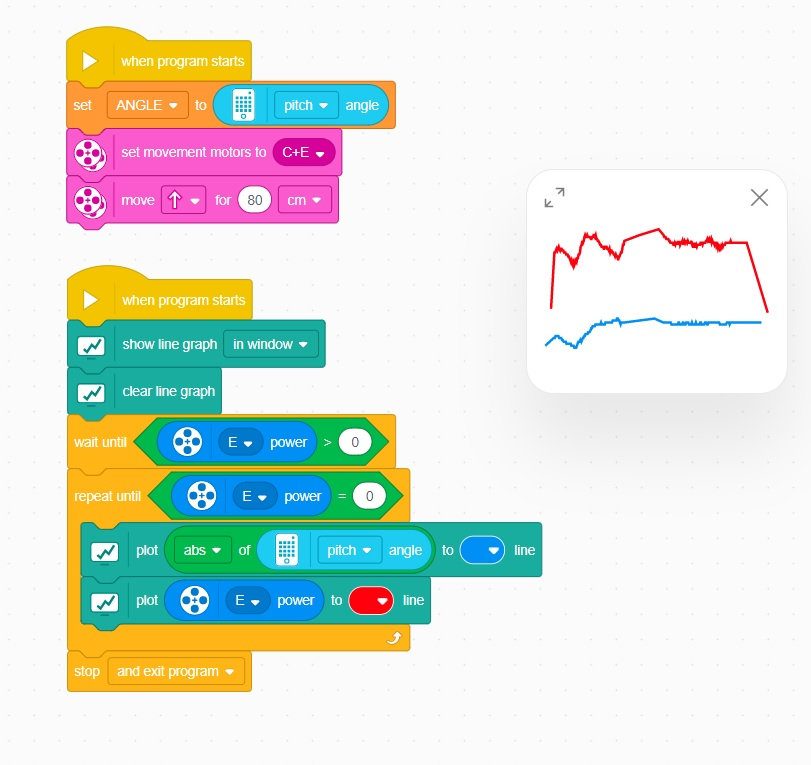 when program starts
set ANGLE to pitch angle
set movement motors to C+E
move for 80 cm
when program starts
show line graph in window
clear line graph
wait until E power > 0
repeat until E power = 0
plot abs of pitch angle to line
plot E power to line
stop and exit program